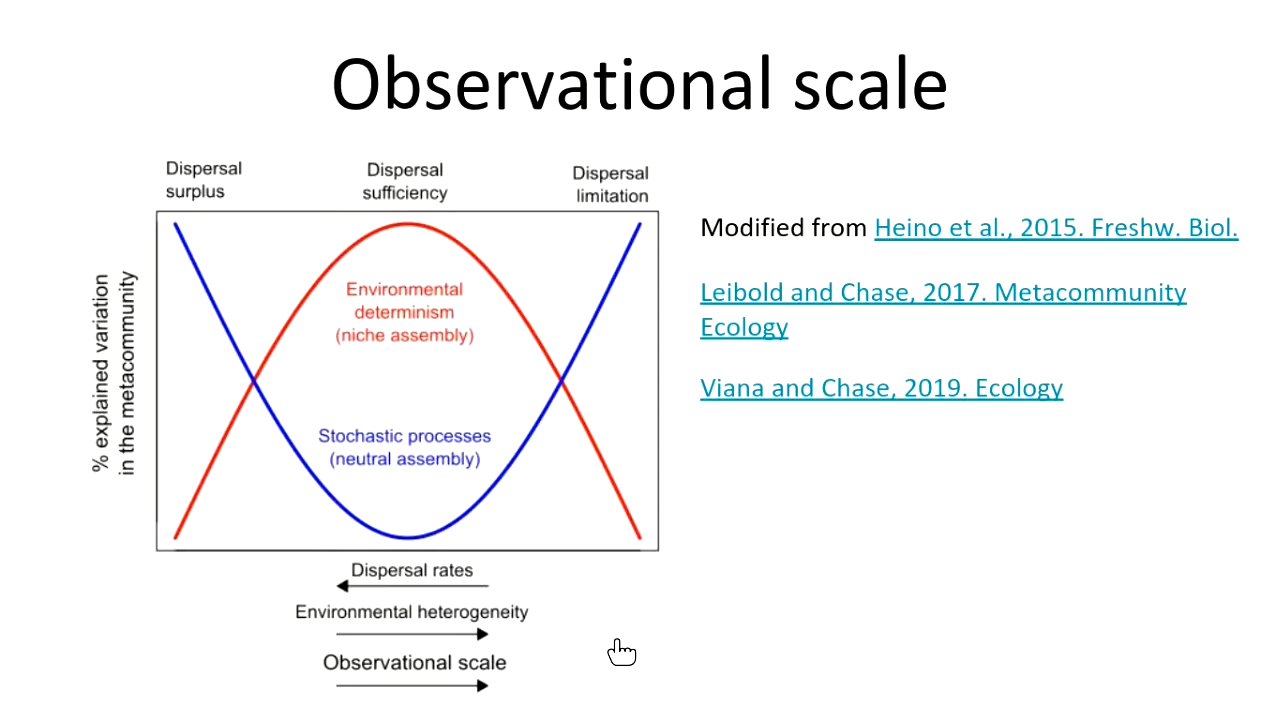 Observational scale
Dispersal
surplus
Dispersal
sufficiency
Dispersal
limitation
% explained variation
in the metacommunity
Environmental
determinism
(niche assembly)
Stochastic processes
(neutral assembly)
Dispersal rates
Environmental heterogeneity
Observational scale
Modified from Heino et al., 2015. Freshw. Biol.
Leibold and Chase, 2017. Metacommunity
Ecology
Viana and Chase, 2019. Ecology